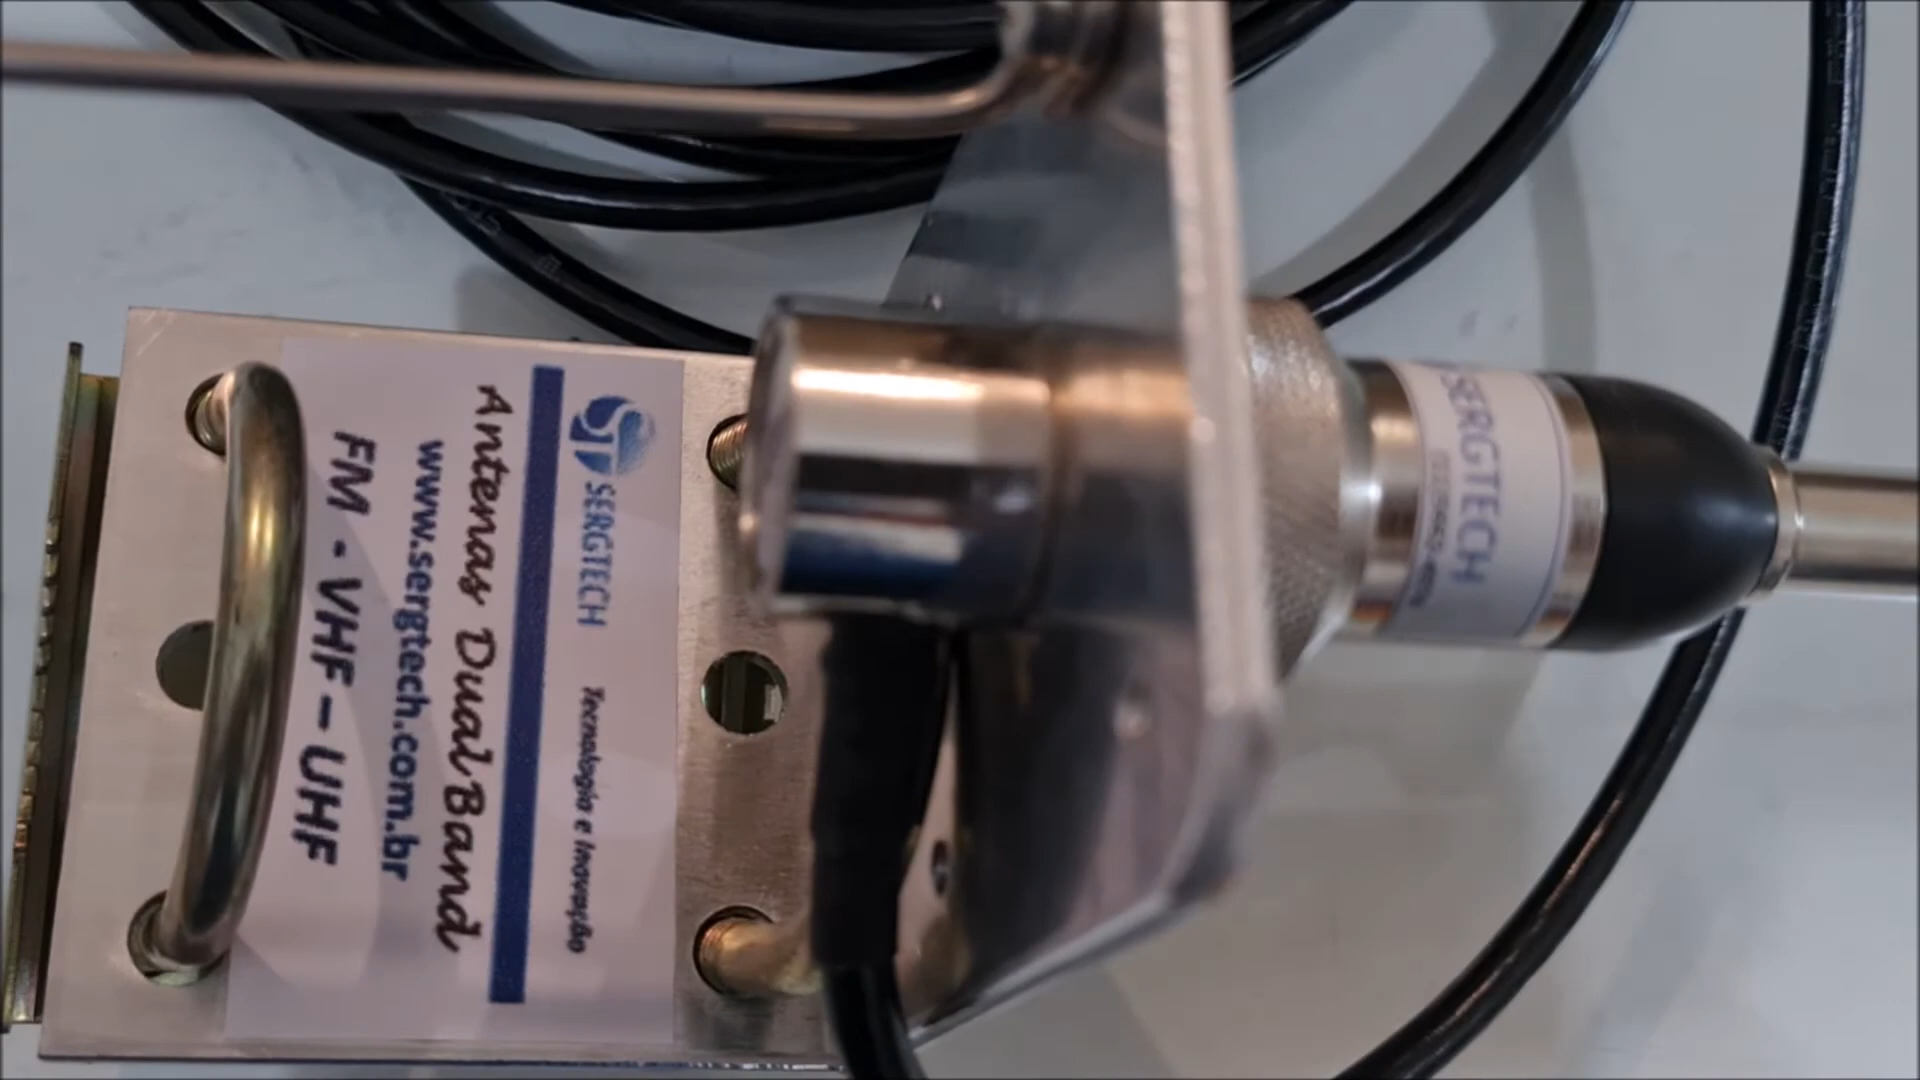 SERGTECH
Tecnologia e Inovação
Antenas Dual Band
www.sergtech.com.br
FM - VHF – UHF
SERGTECH